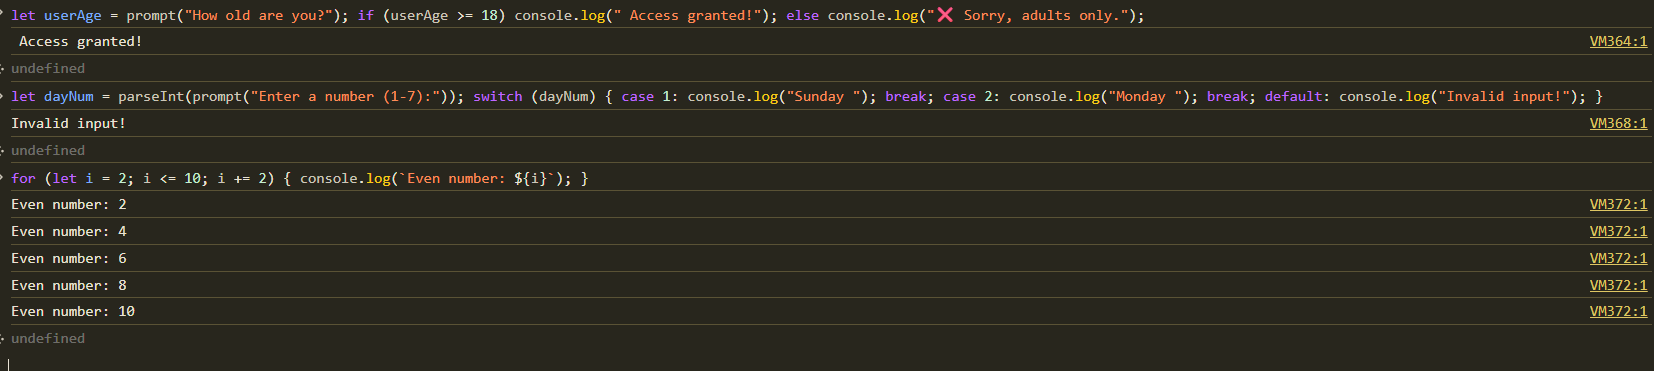 let userAge = prompt("How old are you?"); if (userAge >= 18) console.log(" Access granted!"); else console.log("❌ Sorry, adults only.");
Access granted! VM364:1
undefined
let dayNum = parseInt(prompt("Enter a number (1-7):")); switch (dayNum) { case 1: console.log("Sunday "); break; case 2: console.log("Monday "); break; default: console.log("Invalid input!"); }
Invalid input! VM368:1
undefined
for (let i = 2; i <= 10; i += 2) { console.log(`Even number: ${i}`); }
Even number: 2 VM372:1
Even number: 4 VM372:1
Even number: 6 VM372:1
Even number: 8 VM372:1
Even number: 10 VM372:1
undefined